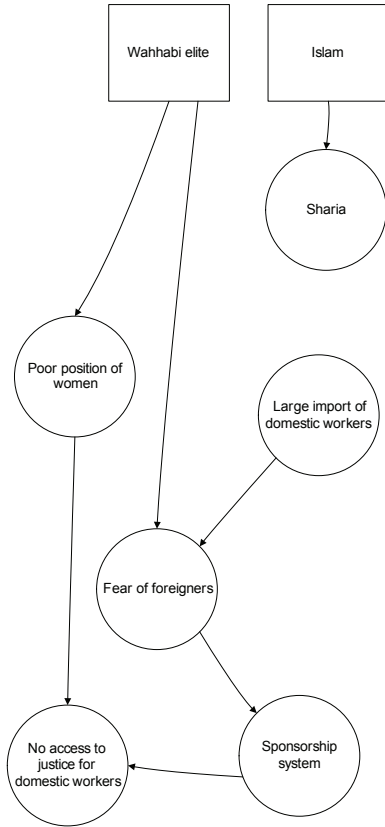 Wahhabi elite
Islam
Sharia
Poor position of
women
Large import of
domestic workers
Fear of foreigners
No access to
justice for
domestic workers
Sponsorship
system